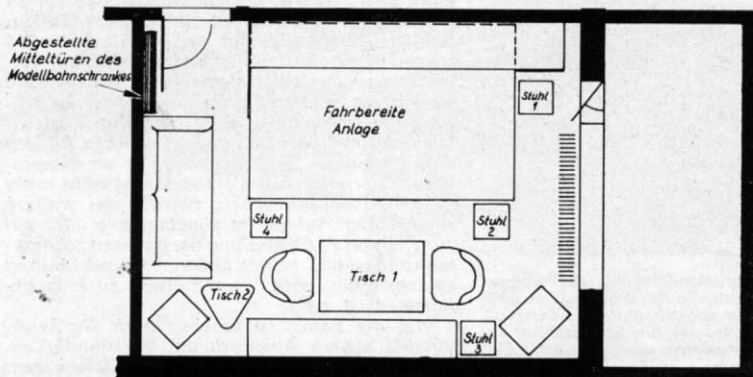 Abgestellte
Mitteltüren des
Modellbahnschrankes
Fahrbereite
Anlage
Stuhl
1
Stuhl
4
Stuhl
2
Tisch 1
Tisch 2
Stuhl
3